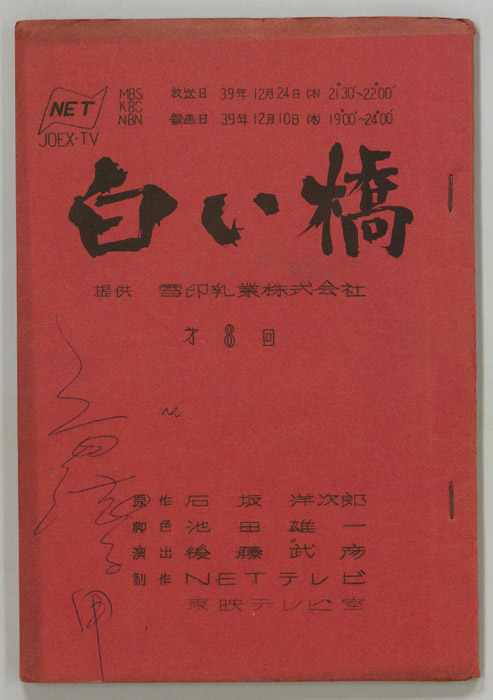 NET
JOEX-TV
MBS 放送日 39年12月24日(木) 21°30'~22°00'
KBC
NBN 録画日 39年12月10日(木) 19°00'~24°00'
白い橋
提供 雪印乳業株式会社
才8回
原作 石坂洋次郎
脚色 池田雄一
演出 後藤武彦
制作 NETテレビ
東映テレビ室